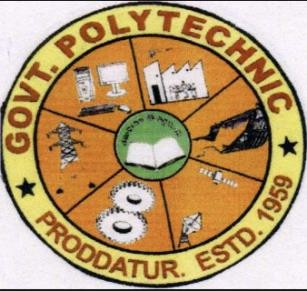 GOVT. POLYTECHNIC
PRODDATUR. ESTD. 1959